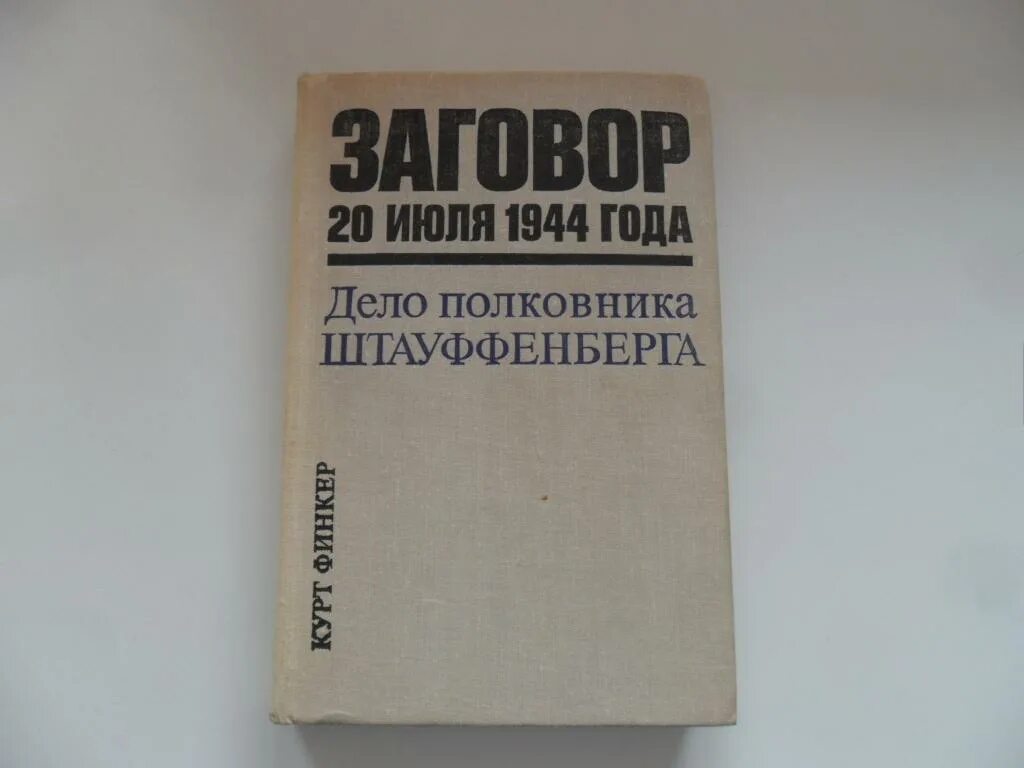 ЗАГОВОР
20 ИЮЛЯ 1944 ГОДА
Дело полковника
ШТАУФФЕНБЕРГА
КУРТ ФИНКЕР